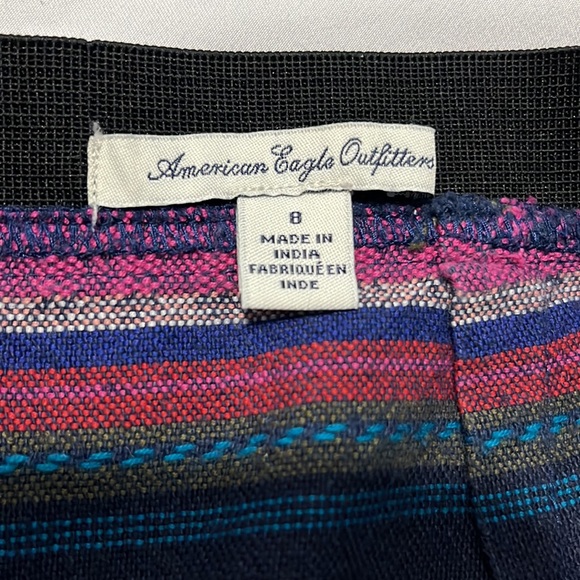 American Eagle Outfitters
8
MADE IN
INDIA
FABRIQUÉ EN
INDE